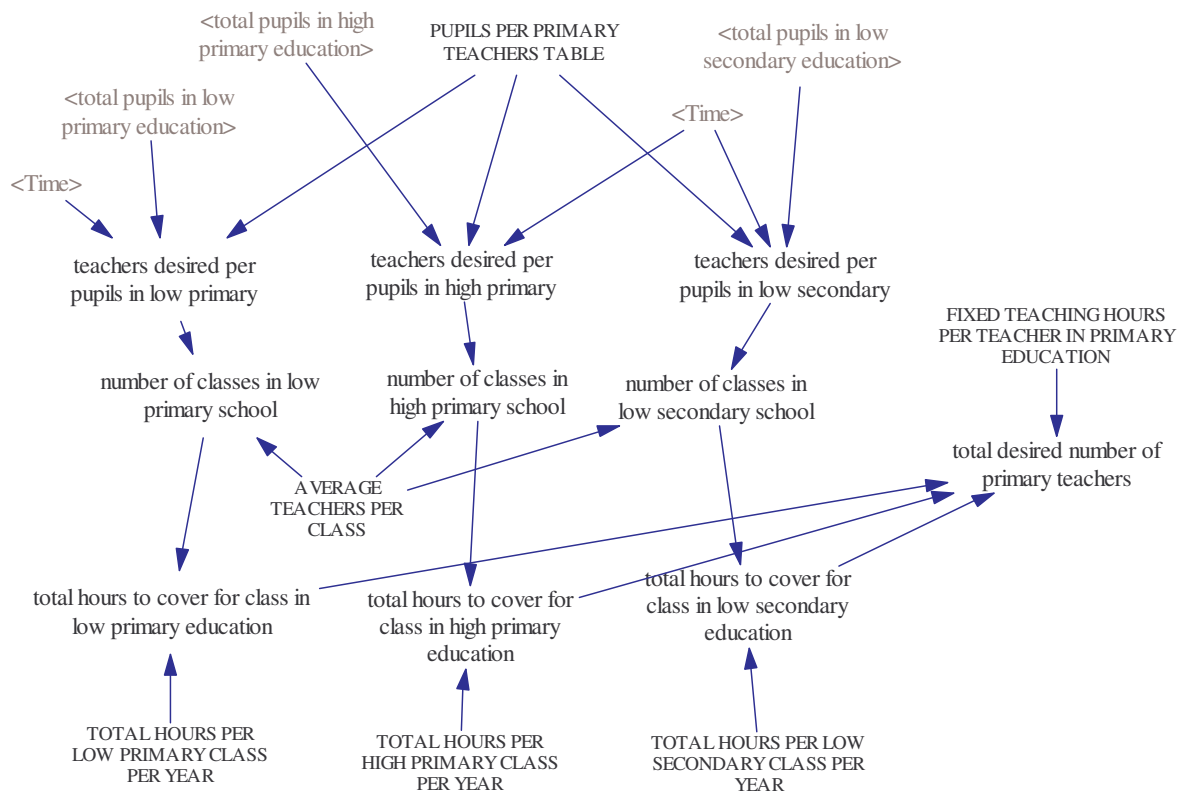 <total pupils in high
primary education>
PUPILS PER PRIMARY
TEACHERS TABLE
<total pupils in low
secondary education>
<total pupils in low
primary education>
<Time>
<Time>
teachers desired per
pupils in low primary
teachers desired per
pupils in high primary
teachers desired per
pupils in low secondary
FIXED TEACHING HOURS
PER TEACHER IN PRIMARY
EDUCATION
number of classes in low
primary school
number of classes in
high primary school
number of classes in
low secondary school
total desired number of
primary teachers
AVERAGE
TEACHERS PER
CLASS
total hours to cover for class in
low primary education
total hours to cover for
class in high primary
education
total hours to cover for
class in low secondary
education
TOTAL HOURS PER
LOW PRIMARY CLASS
PER YEAR
TOTAL HOURS PER
HIGH PRIMARY CLASS
PER YEAR
TOTAL HOURS PER LOW
SECONDARY CLASS PER
YEAR